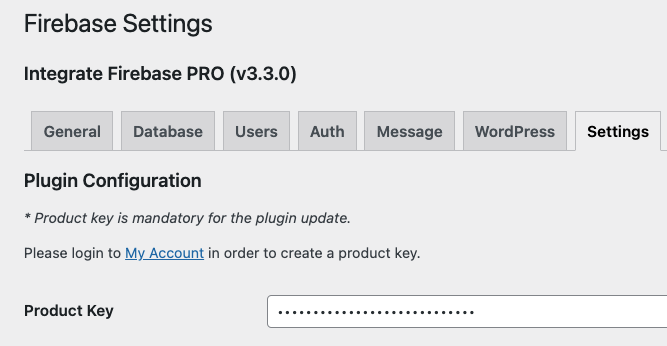 Firebase Settings
Integrate Firebase PRO (v3.3.0)
General Database Users Auth Message WordPress Settings
Plugin Configuration
* Product key is mandatory for the plugin update.
Please login to My Account in order to create a product key.
Product Key ••••••••••••••••••••••••••••